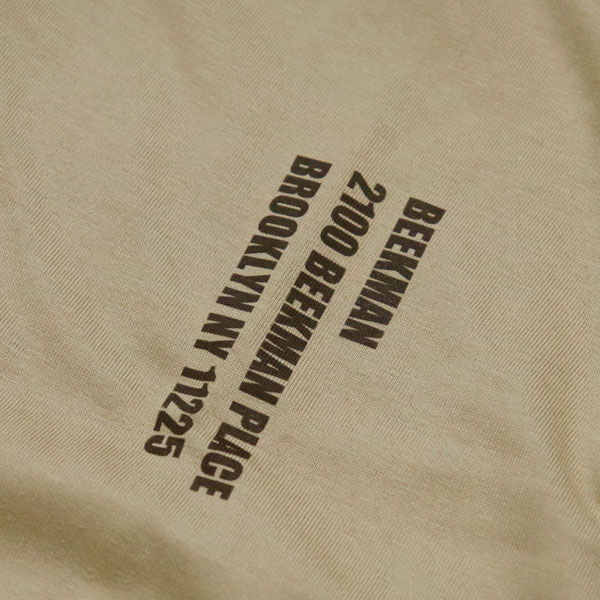 BEEKMAN
2100 BEEKMAN PLACE
BROOKLYN NY 11225